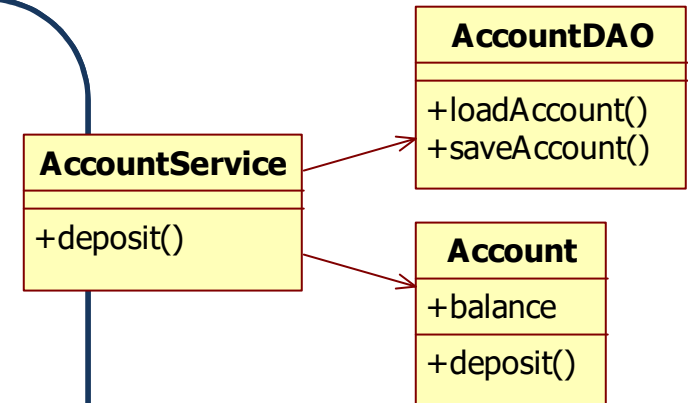 AccountDAO
+loadAccount()
+saveAccount()
AccountService
+deposit()
Account
+balance
+deposit()